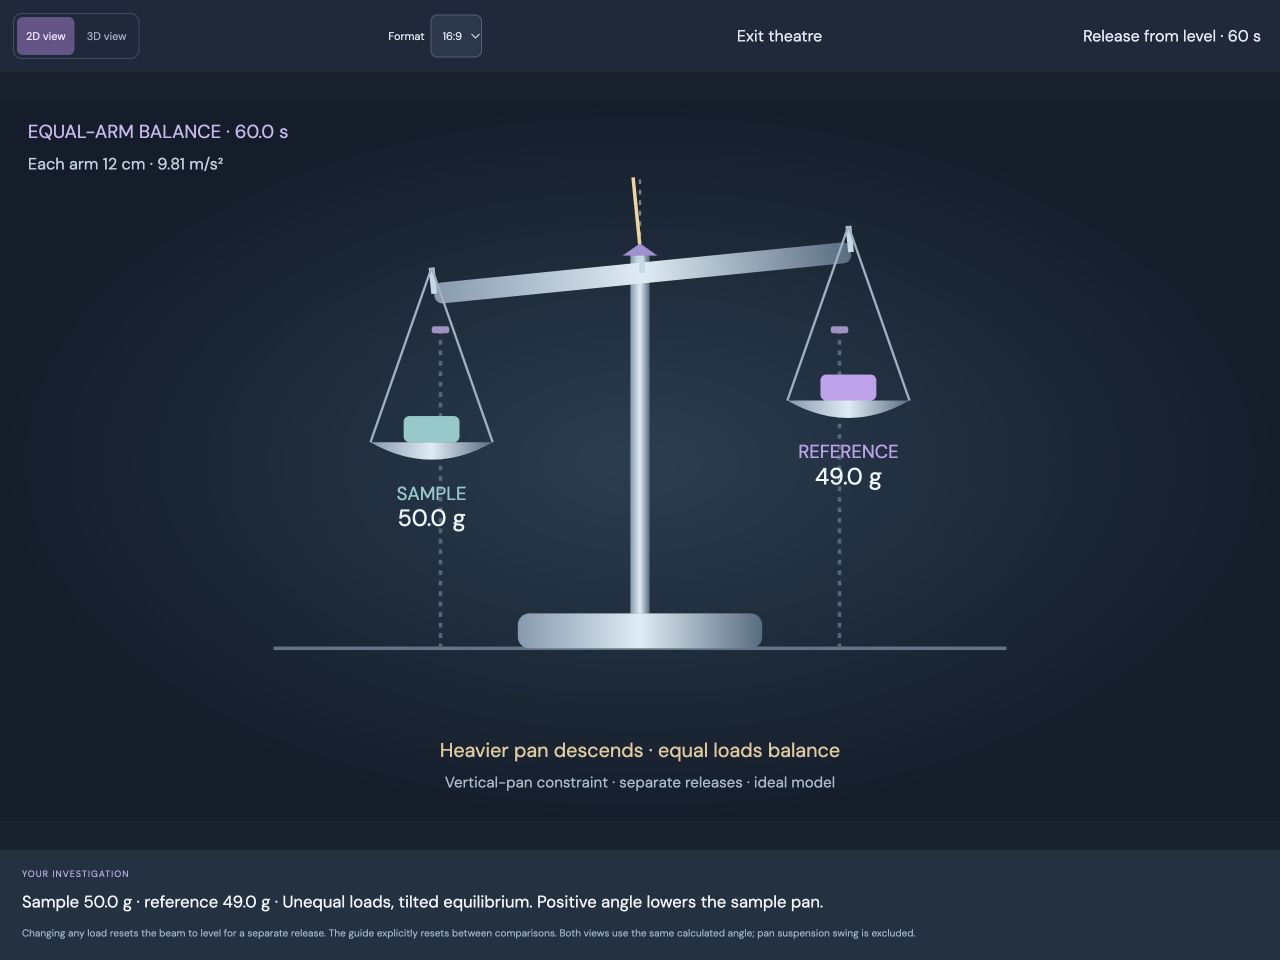 2D view
3D view
Format
16:9
Exit theatre
Release from level · 60 s
EQUAL-ARM BALANCE · 60.0 s
Each arm 12 cm · 9.81 m/s²
REFERENCE
49.0 g
SAMPLE
50.0 g
Heavier pan descends · equal loads balance
Vertical-pan constraint · separate releases · ideal model
YOUR INVESTIGATION
Sample 50.0 g · reference 49.0 g · Unequal loads, tilted equilibrium. Positive angle lowers the sample pan.
Changing any load resets the beam to level for a separate release. The guide explicitly resets between comparisons. Both views use the same calculated angle; pan suspension swing is excluded.